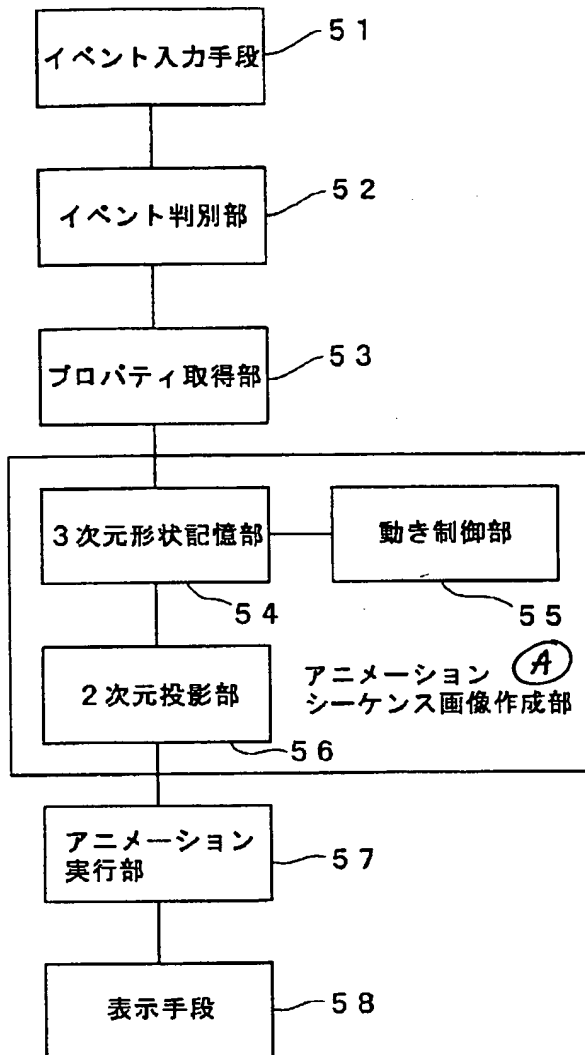 イベント入力手段
51
イベント判別部
52
プロパティ取得部
53
3次元形状記憶部
54
動き制御部
55
2次元投影部
56
アニメーション
シーケンス画像作成部
A
アニメーション
実行部
57
表示手段
58